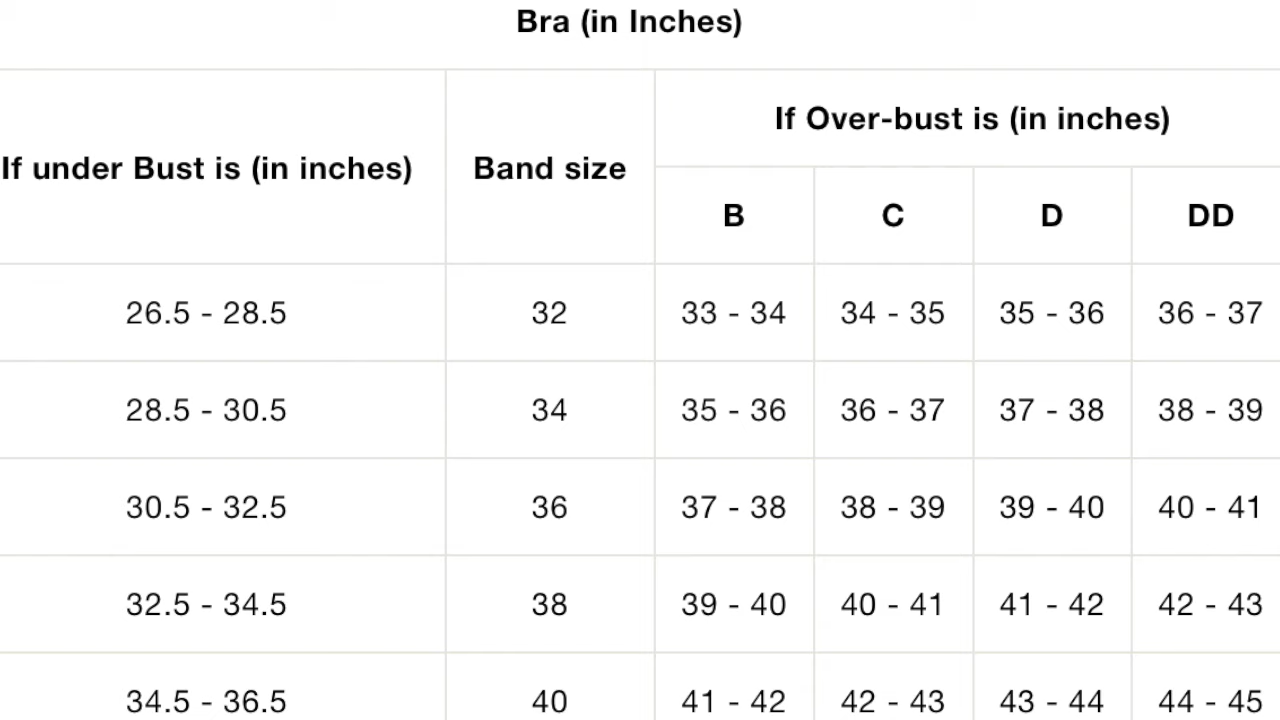 Bra (in Inches)
If under Bust is (in inches) Band size If Over-bust is (in inches)
B C D DD
26.5 - 28.5 32 33 - 34 34 - 35 35 - 36 36 - 37
28.5 - 30.5 34 35 - 36 36 - 37 37 - 38 38 - 39
30.5 - 32.5 36 37 - 38 38 - 39 39 - 40 40 - 41
32.5 - 34.5 38 39 - 40 40 - 41 41 - 42 42 - 43
34.5 - 36.5 40 41 - 42 42 - 43 43 - 44 44 - 45